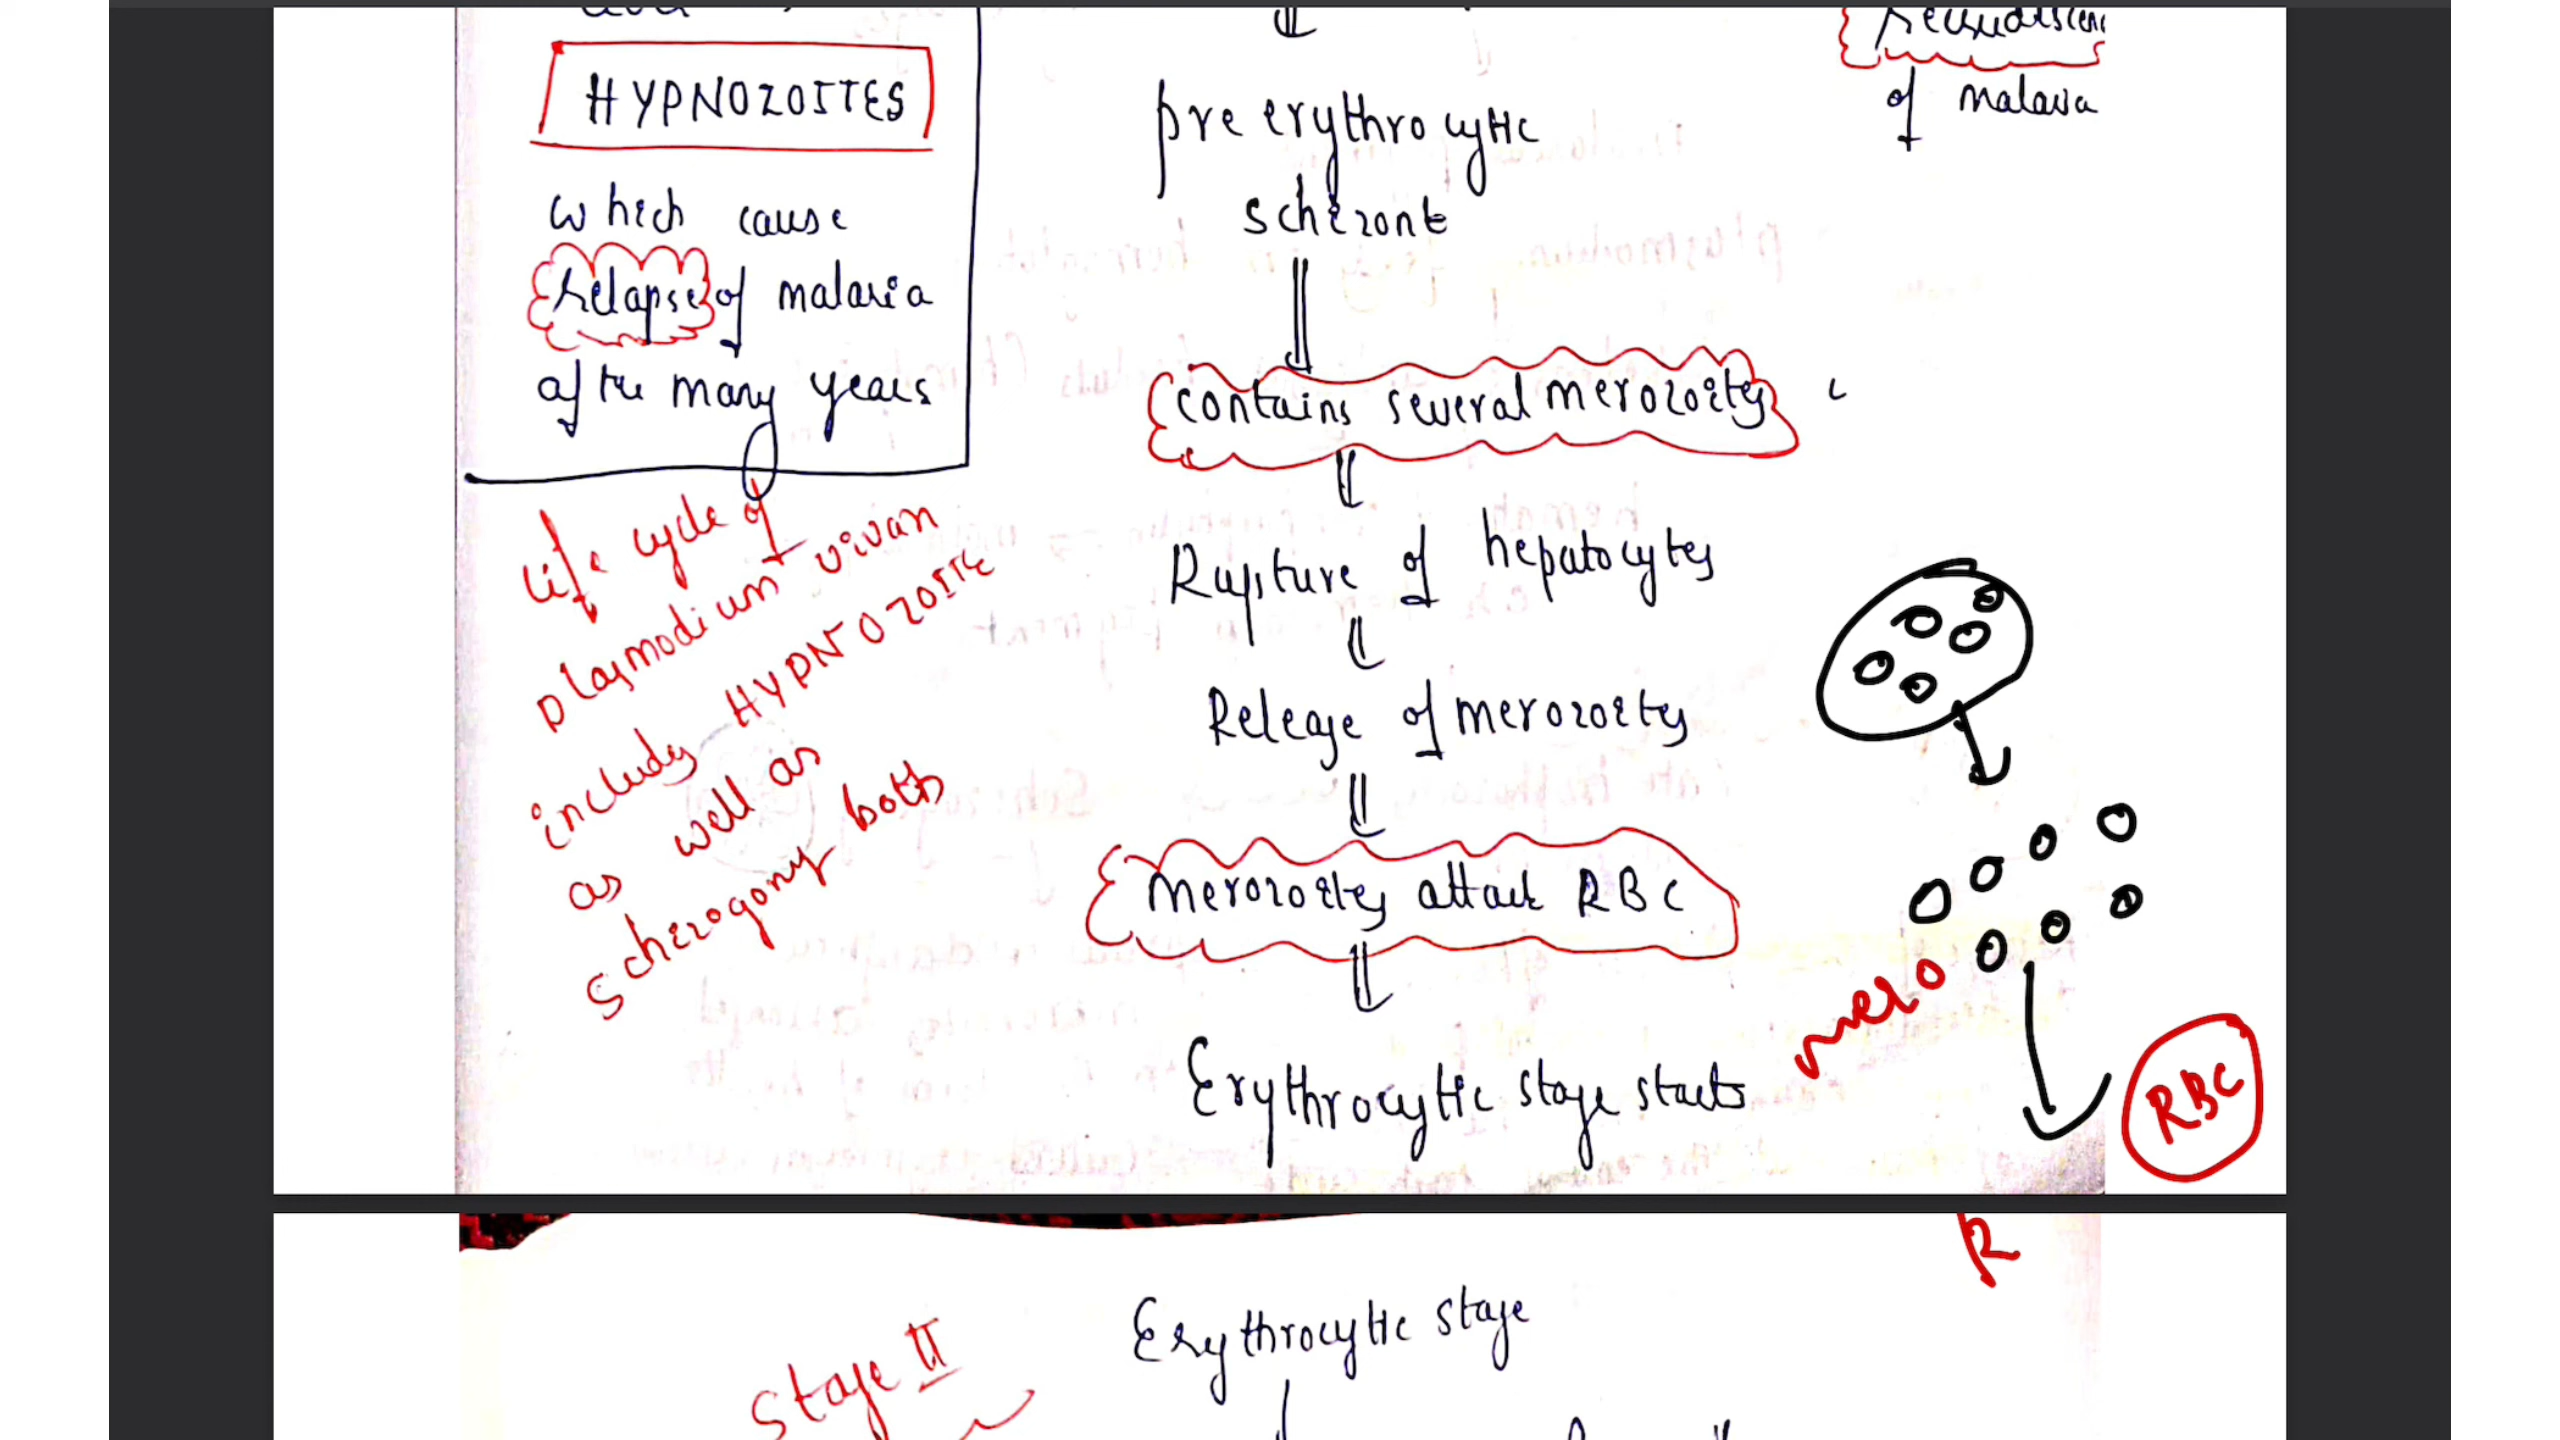 HYPNOZOITES
which cause
Relapse of malaria
after many years
Life cycle of
plasmodium vivan
includes HYPNOZOITE
as well as
schizogony both
pre erythrocytic
schizont
contains several merozoites
Rupture of hepatocytes
Release of merozoites
merozoites attack RBC
Erythrocytic stage starts
of malaria
mero
RBC
R
Erythrocytic stage
Stage II